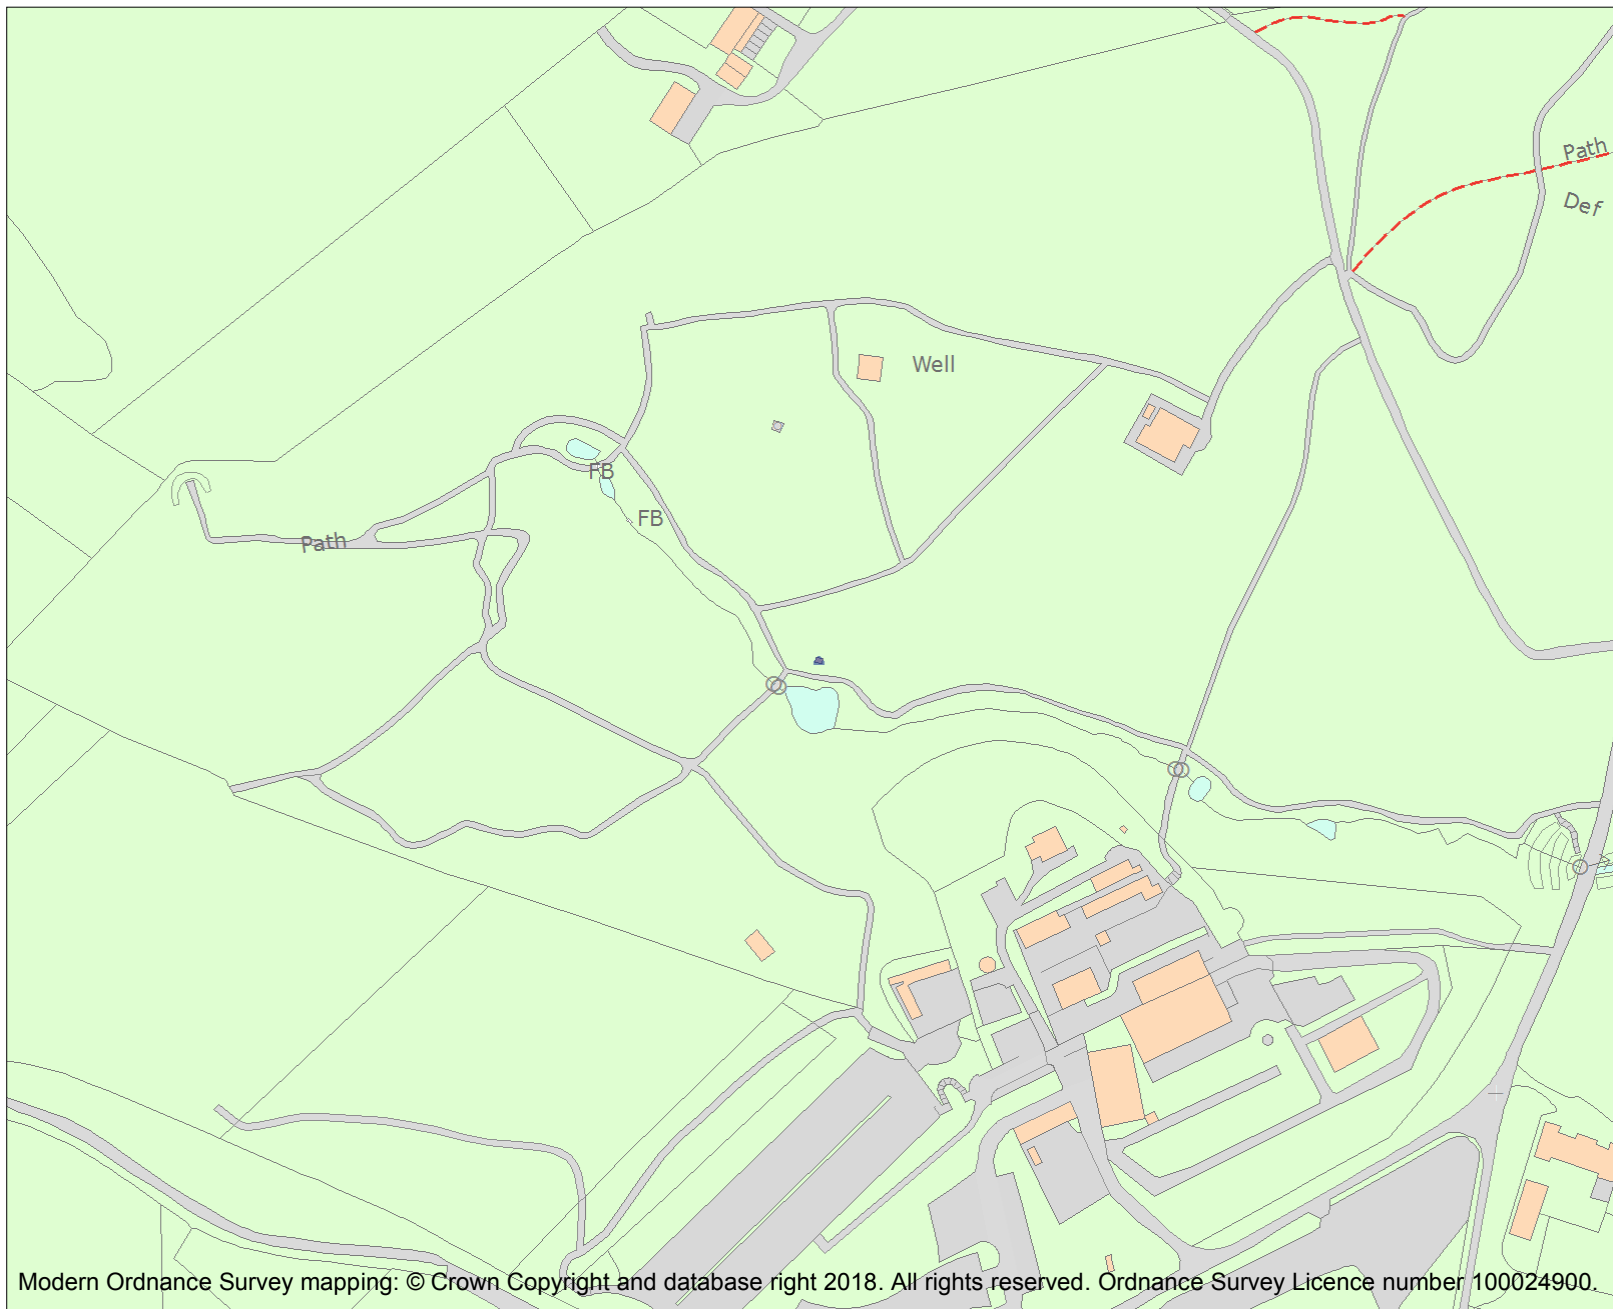 Path
Def
Well
FB
FB
Path
Modern Ordnance Survey mapping: © Crown Copyright and database right 2018. All rights reserved. Ordnance Survey Licence number 100024900.